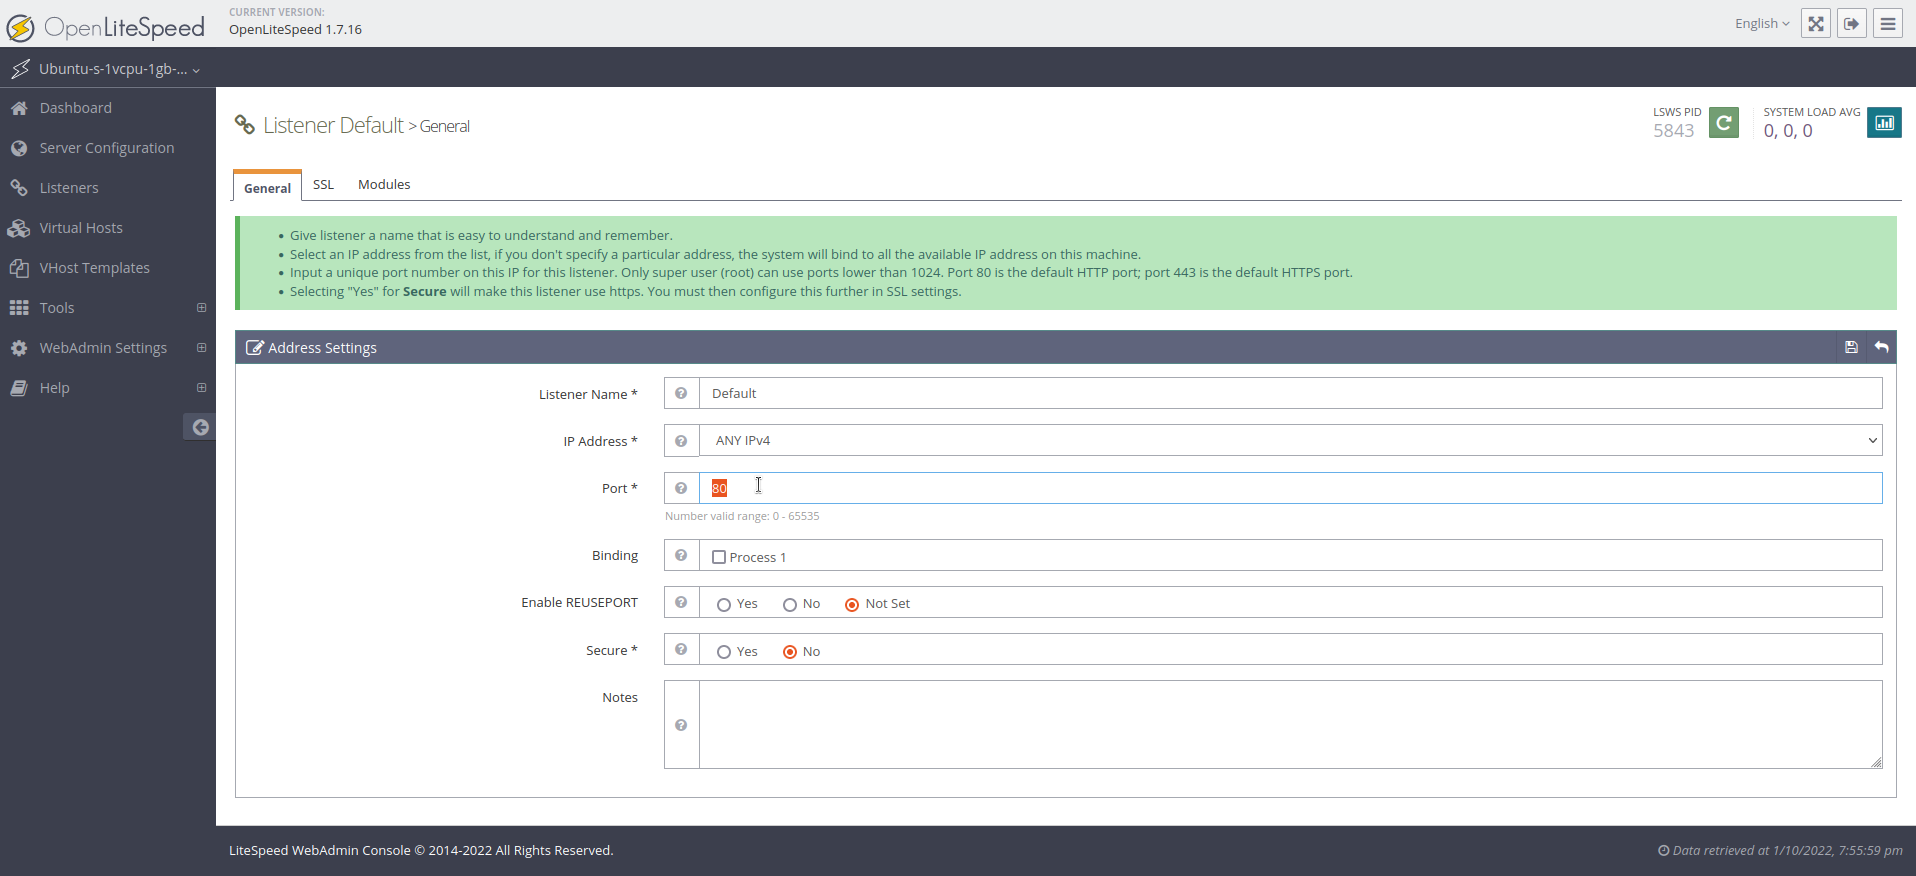 OpenLiteSpeed
CURRENT VERSION:
OpenLiteSpeed 1.7.16
English
Ubuntu-s-1vcpu-1gb-...
Dashboard
Server Configuration
Listeners
Virtual Hosts
VHost Templates
Tools
WebAdmin Settings
Help
Listener Default > General
LSWS PID
5843
SYSTEM LOAD AVG
0, 0, 0
General SSL Modules
• Give listener a name that is easy to understand and remember.
• Select an IP address from the list, if you don't specify a particular address, the system will bind to all the available IP address on this machine.
• Input a unique port number on this IP for this listener. Only super user (root) can use ports lower than 1024. Port 80 is the default HTTP port; port 443 is the default HTTPS port.
• Selecting "Yes" for Secure will make this listener use https. You must then configure this further in SSL settings.
Address Settings
Listener Name * ? Default
IP Address * ? ANY IPv4
Port * ? 80
Number valid range: 0 - 65535
Binding ? Process 1
Enable REUSEPORT ? Yes No Not Set
Secure * ? Yes No
Notes ?
LiteSpeed WebAdmin Console © 2014-2022 All Rights Reserved.
Data retrieved at 1/10/2022, 7:55:59 pm